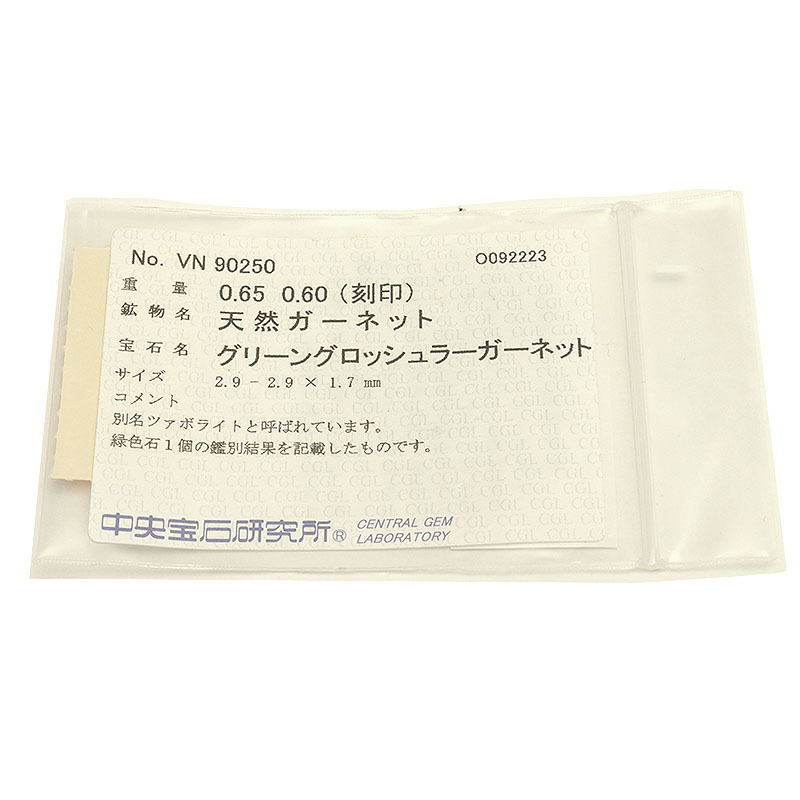 No. VN 90250 O092223
重量 0.65 0.60 (刻印)
鉱物名 天然ガーネット
宝石名 グリーングロッシュラーガーネット
サイズ 2.9 - 2.9 × 1.7 mm
コメント
別名ツァボライトと呼ばれています。
緑色石1個の鑑別結果を記載したものです。
中央宝石研究所® CENTRAL GEM
LABORATORY